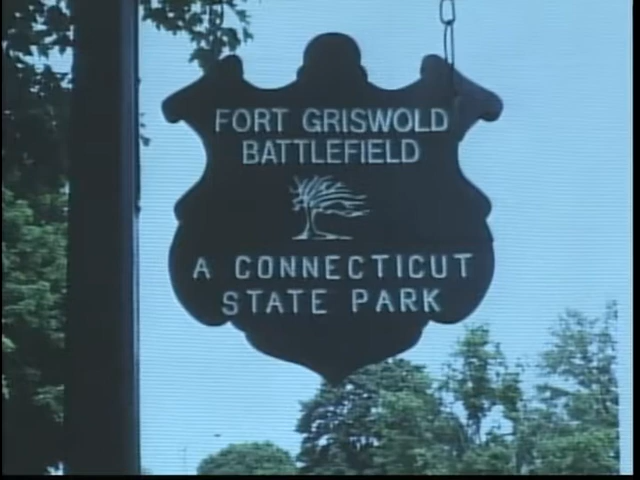 FORT GRISWOLD
BATTLEFIELD
A CONNECTICUT
STATE PARK